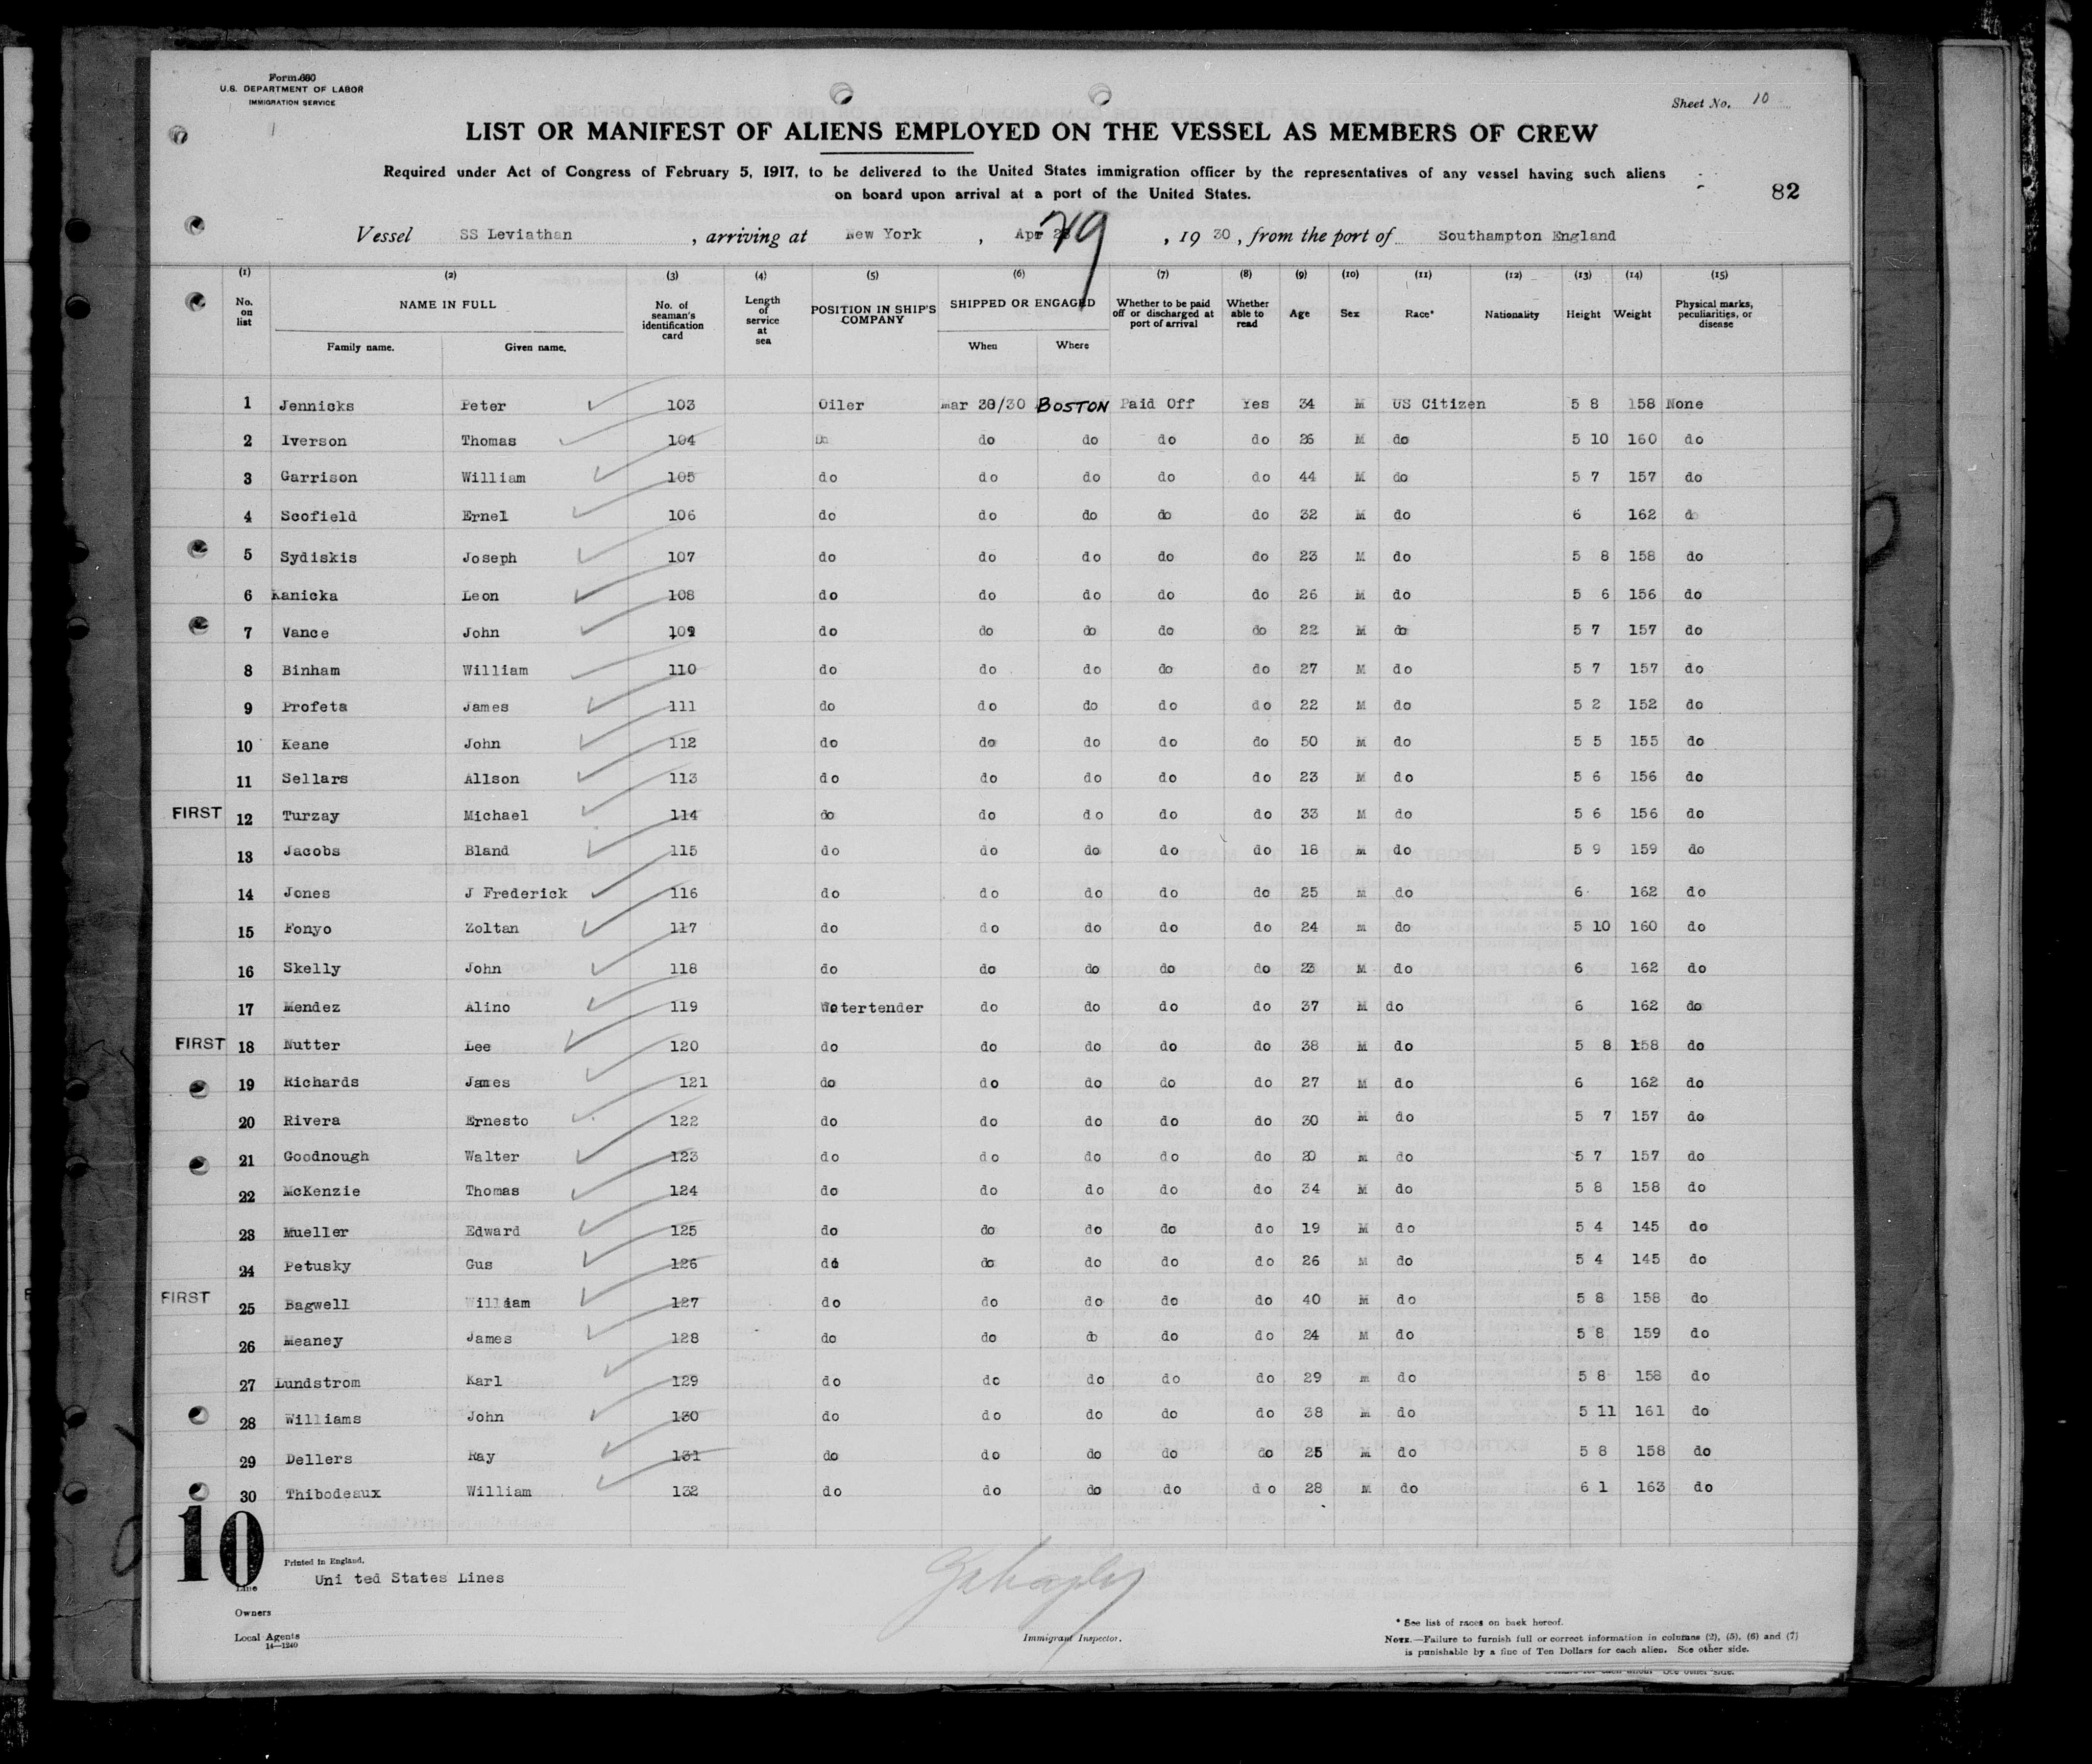 Form 680
U.S. DEPARTMENT OF LABOR
IMMIGRATION SERVICE
Sheet No. 10
LIST OR MANIFEST OF ALIENS EMPLOYED ON THE VESSEL AS MEMBERS OF CREW
Required under Act of Congress of February 5, 1917, to be delivered to the United States immigration officer by the representatives of any vessel having such aliens
on board upon arrival at a port of the United States.
82
Vessel SS Leviathan, arriving at New York, Apr 29, 1930, from the port of Southampton England
(1) (2) (3) (4) (5) (6) (7) (8) (9) (10) (11) (12) (13) (14) (15)
No. on list NAME IN FULL Family name. Given name. No. of seaman's identification card Length of service at sea POSITION IN SHIP'S COMPANY SHIPPED OR ENGAGED When Where Whether to be paid off or discharged at port of arrival Whether able to read Age Sex Race* Nationality Height Weight Physical marks, peculiarities, or disease
1 Jennicks Peter 103 Oiler mar 30/30 BOSTON Paid Off Yes 34 M US Citizen 5 8 158 None
2 Iverson Thomas 104 Do do do do do 26 M do 5 10 160 do
3 Garrison William 105 do do do do do 44 M do 5 7 157 do
4 Scofield Ernel 106 do do do do do 32 M do 6 162 do
5 Sydiskis Joseph 107 do do do do do 23 M do 5 8 158 do
6 Kanicka Leon 108 do do do do do 26 M do 5 6 156 do
7 Vance John 109 do do do do do 22 M do 5 7 157 do
8 Binham William 110 do do do do do 27 M do 5 7 157 do
9 Profeta James 111 do do do do do 22 M do 5 2 152 do
10 Keane John 112 do do do do do 50 M do 5 5 155 do
11 Sellars Allson 113 do do do do do 23 M do 5 6 156 do
FIRST 12 Turzay Michael 114 do do do do do 33 M do 5 6 156 do
13 Jacobs Bland 115 do do do do do 18 M do 5 9 159 do
14 Jones J Frederick 116 do do do do do 25 M do 6 162 do
15 Fonyo Zoltan 117 do do do do do 24 M do 5 10 160 do
16 Skelly John 118 do do do do do 23 M do 6 162 do
17 Mendez Alino 119 Watertender do do do do 37 M do 6 162 do
FIRST 18 Nutter Lee 120 do do do do do 38 M do 5 8 158 do
19 Richards James 121 do do do do do 27 M do 6 162 do
20 Rivera Ernesto 122 do do do do do 30 M do 5 7 157 do
21 Goodnough Walter 123 do do do do do 20 M do 5 7 157 do
22 McKenzie Thomas 124 do do do do do 34 M do 5 8 158 do
23 Mueller Edward 125 do do do do do 19 M do 5 4 145 do
24 Petusky Gus 126 do do do do do 26 M do 5 4 145 do
FIRST 25 Bagwell William 127 do do do do do 40 M do 5 8 158 do
26 Meaney James 128 do do do do do 24 M do 5 8 159 do
27 Lundstrom Karl 129 do do do do do 29 M do 5 8 158 do
28 Williams John 130 do do do do do 38 M do 5 11 161 do
29 Dellers Ray 131 do do do do do 25 M do 5 8 158 do
30 Thibodeaux William 132 do do do do do 28 M do 6 1 163 do
10
Printed in England.
Line Uni ted States Lines
Owners
Local Agents
14—1240
Immigrant Inspector.
* See list of races on back hereof.
NOTE.—Failure to furnish full or correct information in columns (2), (5), (6) and (7)
is punishable by a fine of Ten Dollars for each alien. See other side.